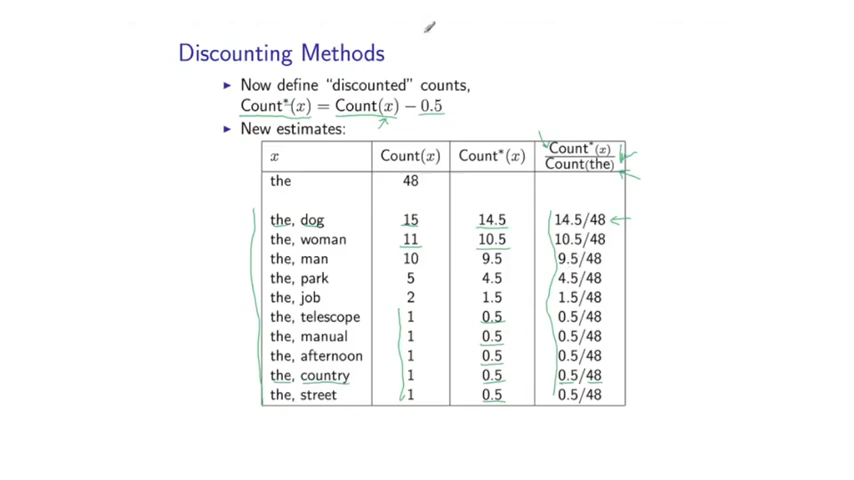 Discounting Methods
▶ Now define “discounted” counts,
Count*(x) = Count(x) − 0.5
▶ New estimates:
x Count(x) Count*(x) Count*(x)/Count(the)
the 48
the, dog 15 14.5 14.5/48
the, woman 11 10.5 10.5/48
the, man 10 9.5 9.5/48
the, park 5 4.5 4.5/48
the, job 2 1.5 1.5/48
the, telescope 1 0.5 0.5/48
the, manual 1 0.5 0.5/48
the, afternoon 1 0.5 0.5/48
the, country 1 0.5 0.5/48
the, street 1 0.5 0.5/48